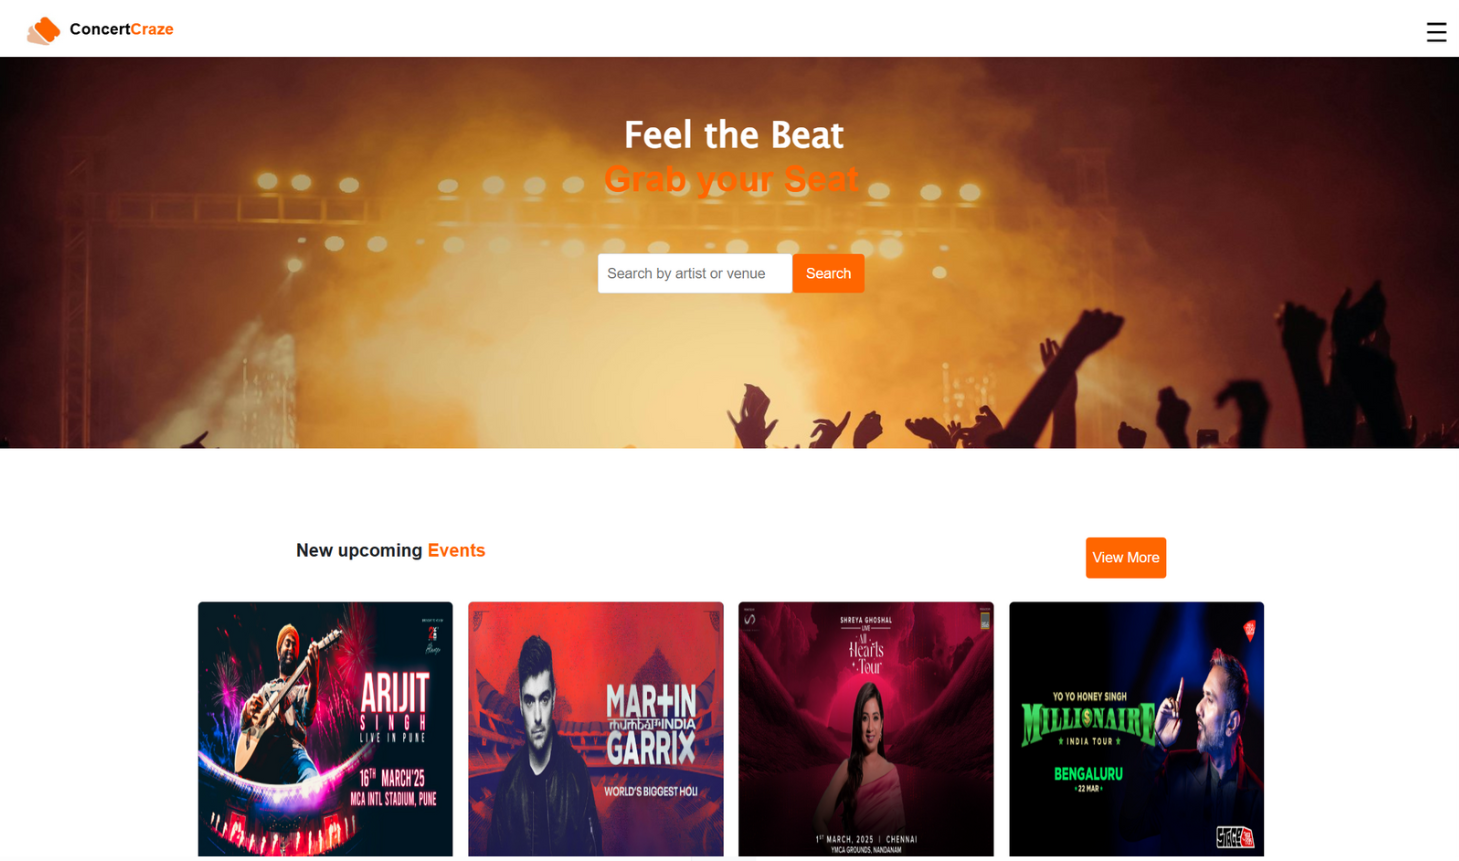 ConcertCraze
Feel the Beat
Grab your Seat
Search by artist or venue
Search
New upcoming Events
View More
ARIJIT
SINGH
LIVE IN PUNE
16TH MARCH'25
MCA INTL STADIUM, PUNE
MARTIN
mumbai INDIA
GARRIX
WORLD'S BIGGEST HOLI
SHREYA GHOSHAL
LIVE
All
Hearts
Tour
1ST MARCH, 2025 | CHENNAI
YMCA GROUNDS, NANDANAM
YO YO HONEY SINGH
MILLIONAIRE
INDIA TOUR
BENGALURU
22 MAR
STAGE